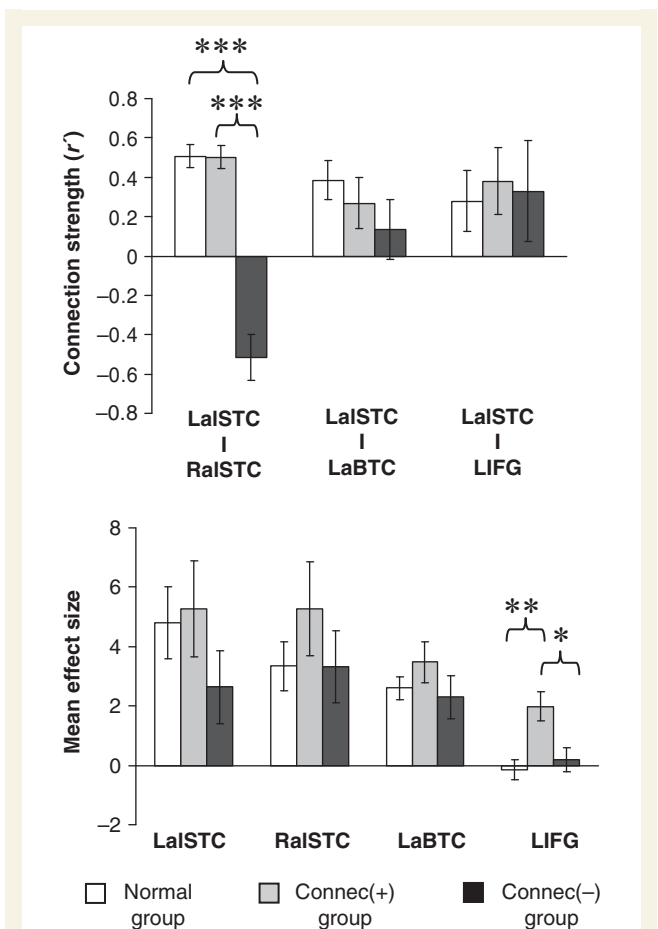 ***
***
0.8
0.6
0.4
0.2
0
–0.2
–0.4
–0.6
–0.8
Connection strength (r´)
LalSTC LalSTC LalSTC
I I I
RalSTC LaBTC LIFG
8
6
4
2
0
–2
Mean effect size
**
*
LalSTC RalSTC LaBTC LIFG
Normal Connec(+) Connec(–)
group group group